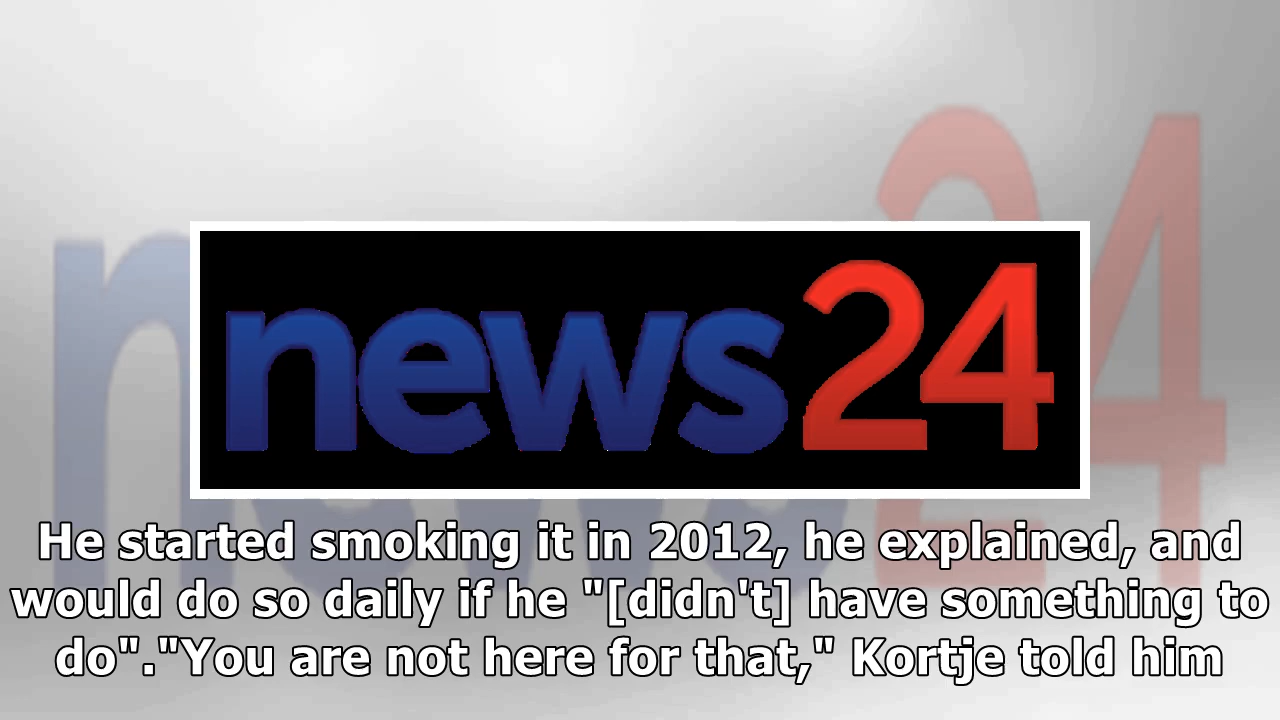 news24
He started smoking it in 2012, he explained, and
would do so daily if he "[didn't] have something to
do"."You are not here for that," Kortje told him